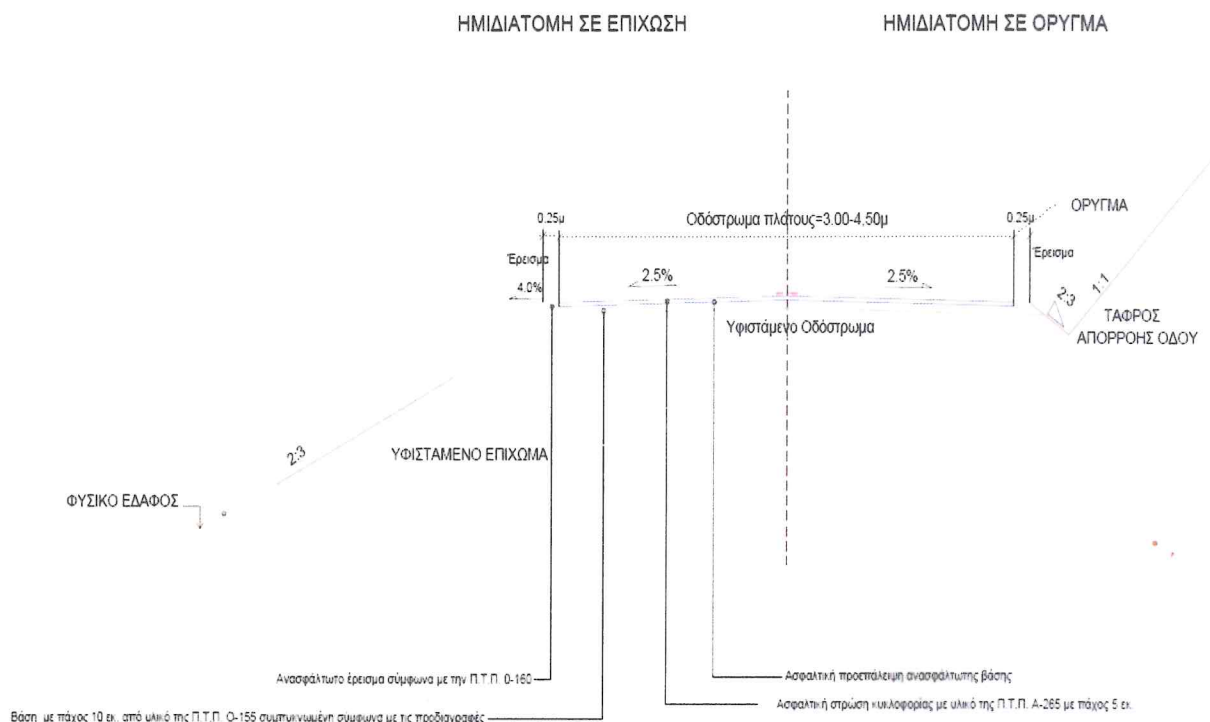 ΗΜΙΔΙΑΤΟΜΗ ΣΕ ΕΠΙΧΩΣΗ
ΗΜΙΔΙΑΤΟΜΗ ΣΕ ΟΡΥΓΜΑ
0.25μ
Οδόστρωμα πλάτους=3.00-4,50μ
0.25μ
ΟΡΥΓΜΑ
Έρεισμα
4.0%
2.5%
2.5%
Έρεισμα
2:3
1:1
Υφιστάμενο Οδόστρωμα
ΤΑΦΡΟΣ
ΑΠΟΡΡΟΗΣ ΟΔΟΥ
2:3
ΥΦΙΣΤΑΜΕΝΟ ΕΠΙΧΩΜΑ
ΦΥΣΙΚΟ ΕΔΑΦΟΣ
Ανασφάλτωτο έρεισμα σύμφωνα με την Π.Τ.Π. 0-160
Ασφαλτική προεπάλειψη ανασφάλτωτης βάσης
Βάση με πάχος 10 εκ. από υλικό της Π.Τ.Π. Ο-155 συμπυκνωμένη σύμφωνα με τις προδιαγραφές
Ασφαλτική στρώση κυκλοφορίας με υλικό της Π.Τ.Π. Α-265 με πάχος 5 εκ.